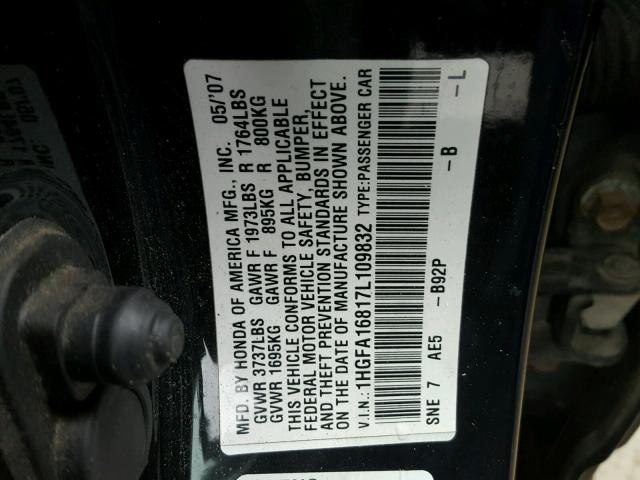 MFD. BY HONDA OF AMERICA MFG., INC. 05/'07
GVWR 3737LBS GAWR F 1973LBS R 1764LBS
GVWR 1695KG GAWR F 895KG R 800KG
THIS VEHICLE CONFORMS TO ALL APPLICABLE
FEDERAL MOTOR VEHICLE SAFETY, BUMPER,
AND THEFT PREVENTION STANDARDS IN EFFECT
ON THE DATE OF MANUFACTURE SHOWN ABOVE.
V.I.N.: 1HGFA16817L109832 TYPE:PASSENGER CAR
SNE 7 AE5 -B92P -B -L